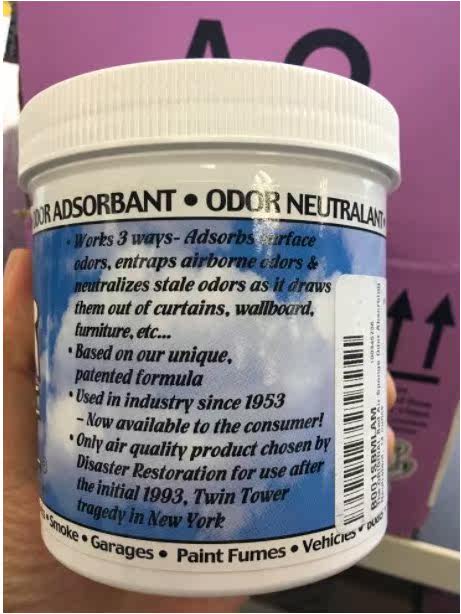 ODOR ADSORBANT • ODOR NEUTRALANT
• Works 3 ways- Adsorbs surface
odors, entraps airborne odors &
neutralizes stale odors as it draws
them out of curtains, wallboard,
furniture, etc...
• Based on our unique,
patented formula
• Used in industry since 1953
– Now available to the consumer!
• Only air quality product chosen by
Disaster Restoration for use after
the initial 1993, Twin Tower
tragedy in New York
Smoke • Garages • Paint Fumes • Vehicles •
B001SBMLAM